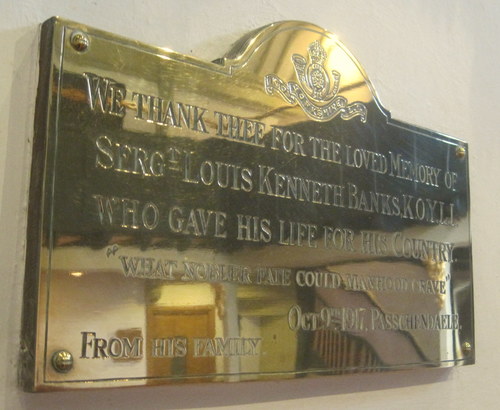 WE THANK THEE FOR THE LOVED MEMORY OF
SERGT LOUIS KENNETH BANKS, K.O.Y.L.I.
WHO GAVE HIS LIFE FOR HIS COUNTRY.
"WHAT NOBLER FATE COULD MANHOOD CRAVE"
OCT 9TH 1917, PASSCHENDAELE.
FROM HIS FAMILY.